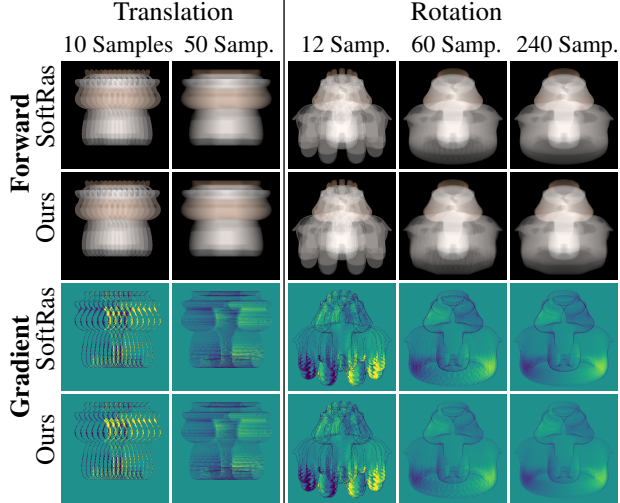 Translation Rotation
10 Samples 50 Samp. 12 Samp. 60 Samp. 240 Samp.
Forward
SoftRas
Ours
Gradient
SoftRas
Ours